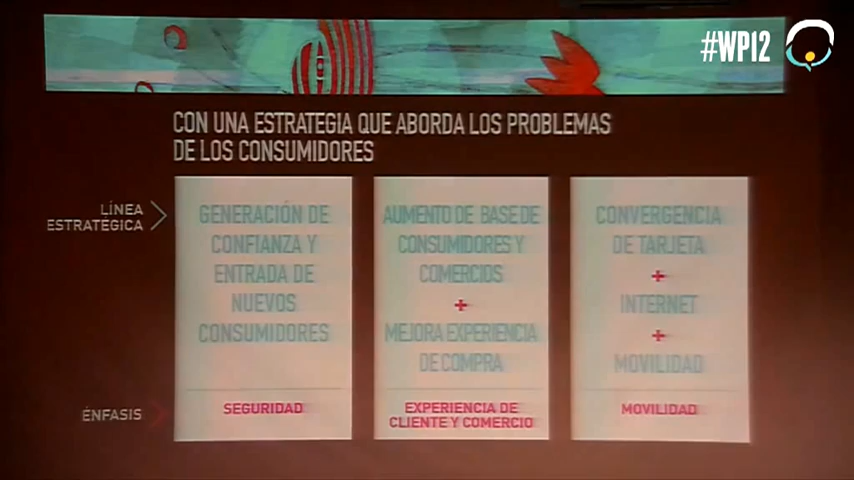 #WP12
CON UNA ESTRATEGIA QUE ABORDA LOS PROBLEMAS
DE LOS CONSUMIDORES
LÍNEA
ESTRATÉGICA
GENERACIÓN DE
CONFIANZA Y
ENTRADA DE
NUEVOS
CONSUMIDORES
AUMENTO DE BASE DE
CONSUMIDORES Y
COMERCIOS
+
MEJORA EXPERIENCIA
DE COMPRA
CONVERGENCIA
DE TARJETA
+
INTERNET
+
MOVILIDAD
ÉNFASIS
SEGURIDAD
EXPERIENCIA DE
CLIENTE Y COMERCIO
MOVILIDAD